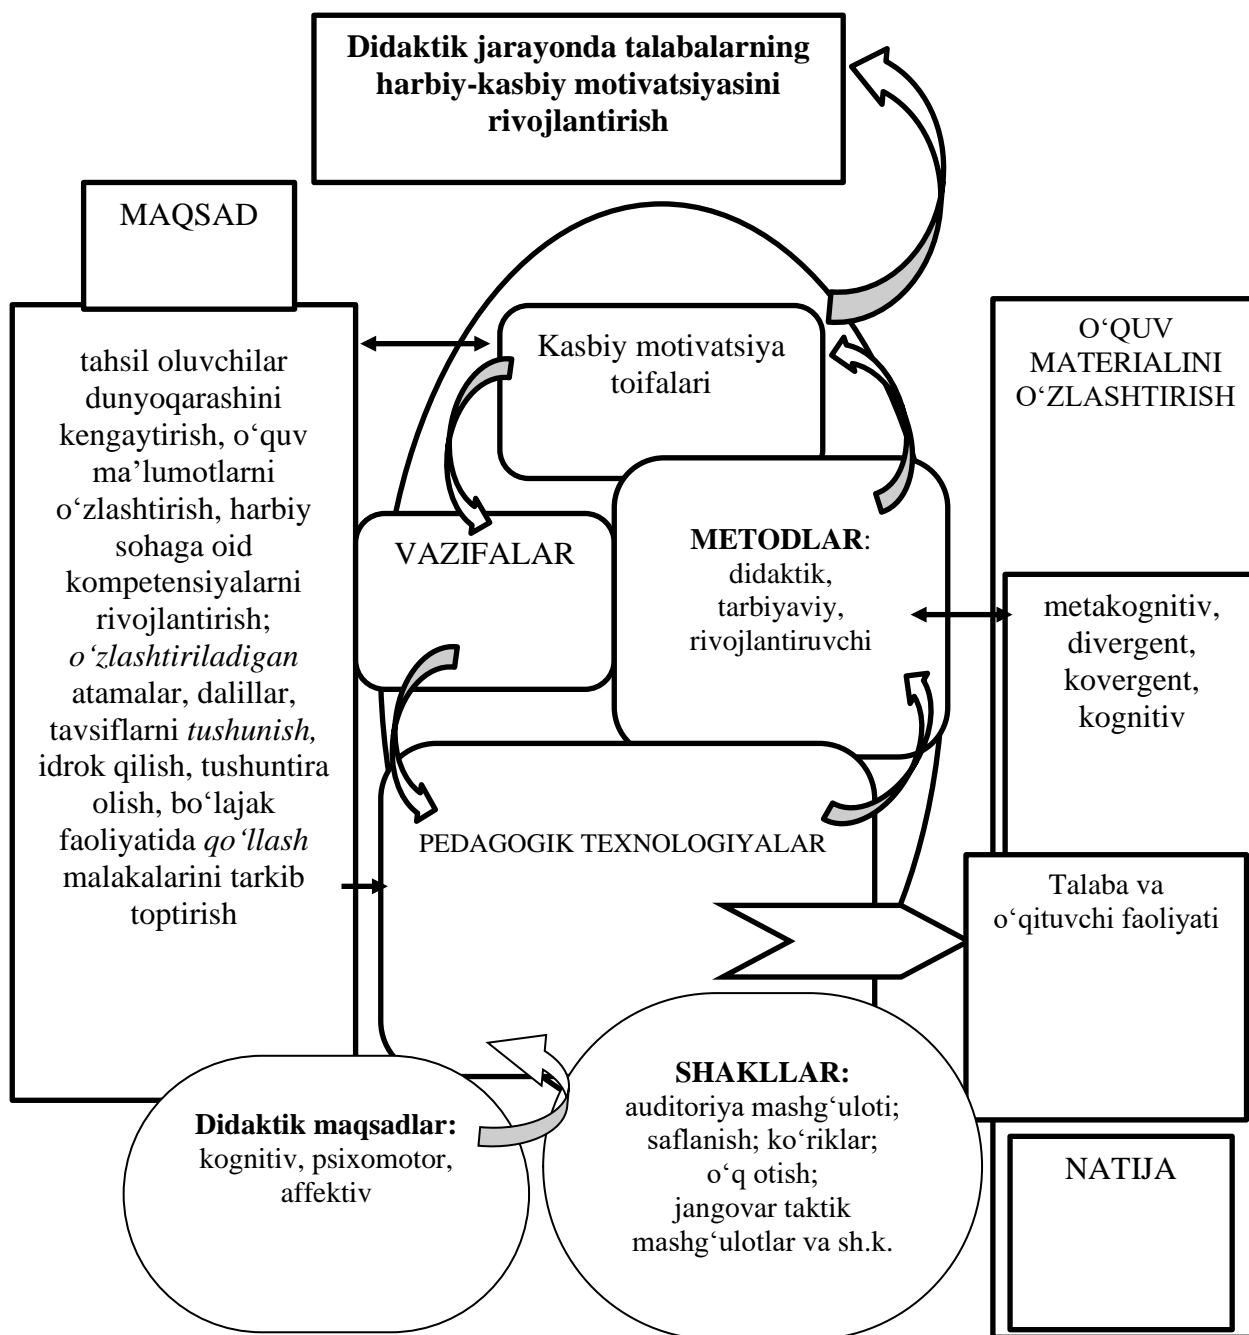 Didaktik jarayonda talabalarning
harbiy-kasbiy motivatsiyasini
rivojlantirish
MAQSAD
tahsil oluvchilar
dunyoqarashini
kengaytirish, o‘quv
ma’lumotlarni
o‘zlashtirish, harbiy
sohaga oid
kompetensiyalarni
rivojlantirish;
o‘zlashtiriladigan
atamalar, dalillar,
tavsiflarni tushunish,
idrok qilish, tushuntira
olish, bo‘lajak
faoliyatida qo‘llash
malakalarini tarkib
toptirish
Kasbiy motivatsiya
toifalari
VAZIFALAR
METODLAR:
didaktik,
tarbiyaviy,
rivojlantiruvchi
PEDAGOGIK TEXNOLOGIYALAR
O‘QUV
MATERIALINI
O‘ZLASHTIRISH
metakognitiv,
divergent,
kovergent,
kognitiv
Talaba va
o‘qituvchi faoliyati
Didaktik maqsadlar:
kognitiv, psixomotor,
affektiv
SHAKLLAR:
auditoriya mashg‘uloti;
saflanish; ko‘riklar;
o‘q otish;
jangovar taktik
mashg‘ulotlar va sh.k.
NATIJA